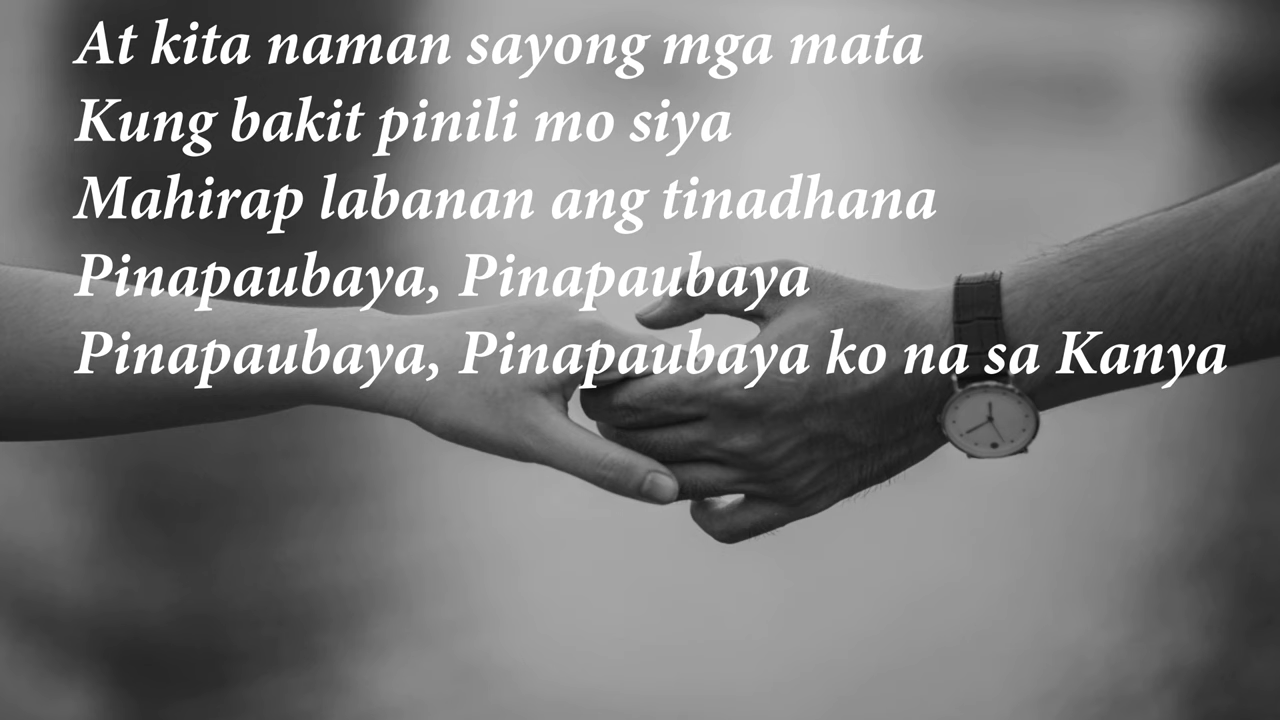 At kita naman sayong mga mata
Kung bakit pinili mo siya
Mahirap labanan ang tinadhana
Pinapaubaya, Pinapaubaya
Pinapaubaya, Pinapaubaya ko na sa Kanya